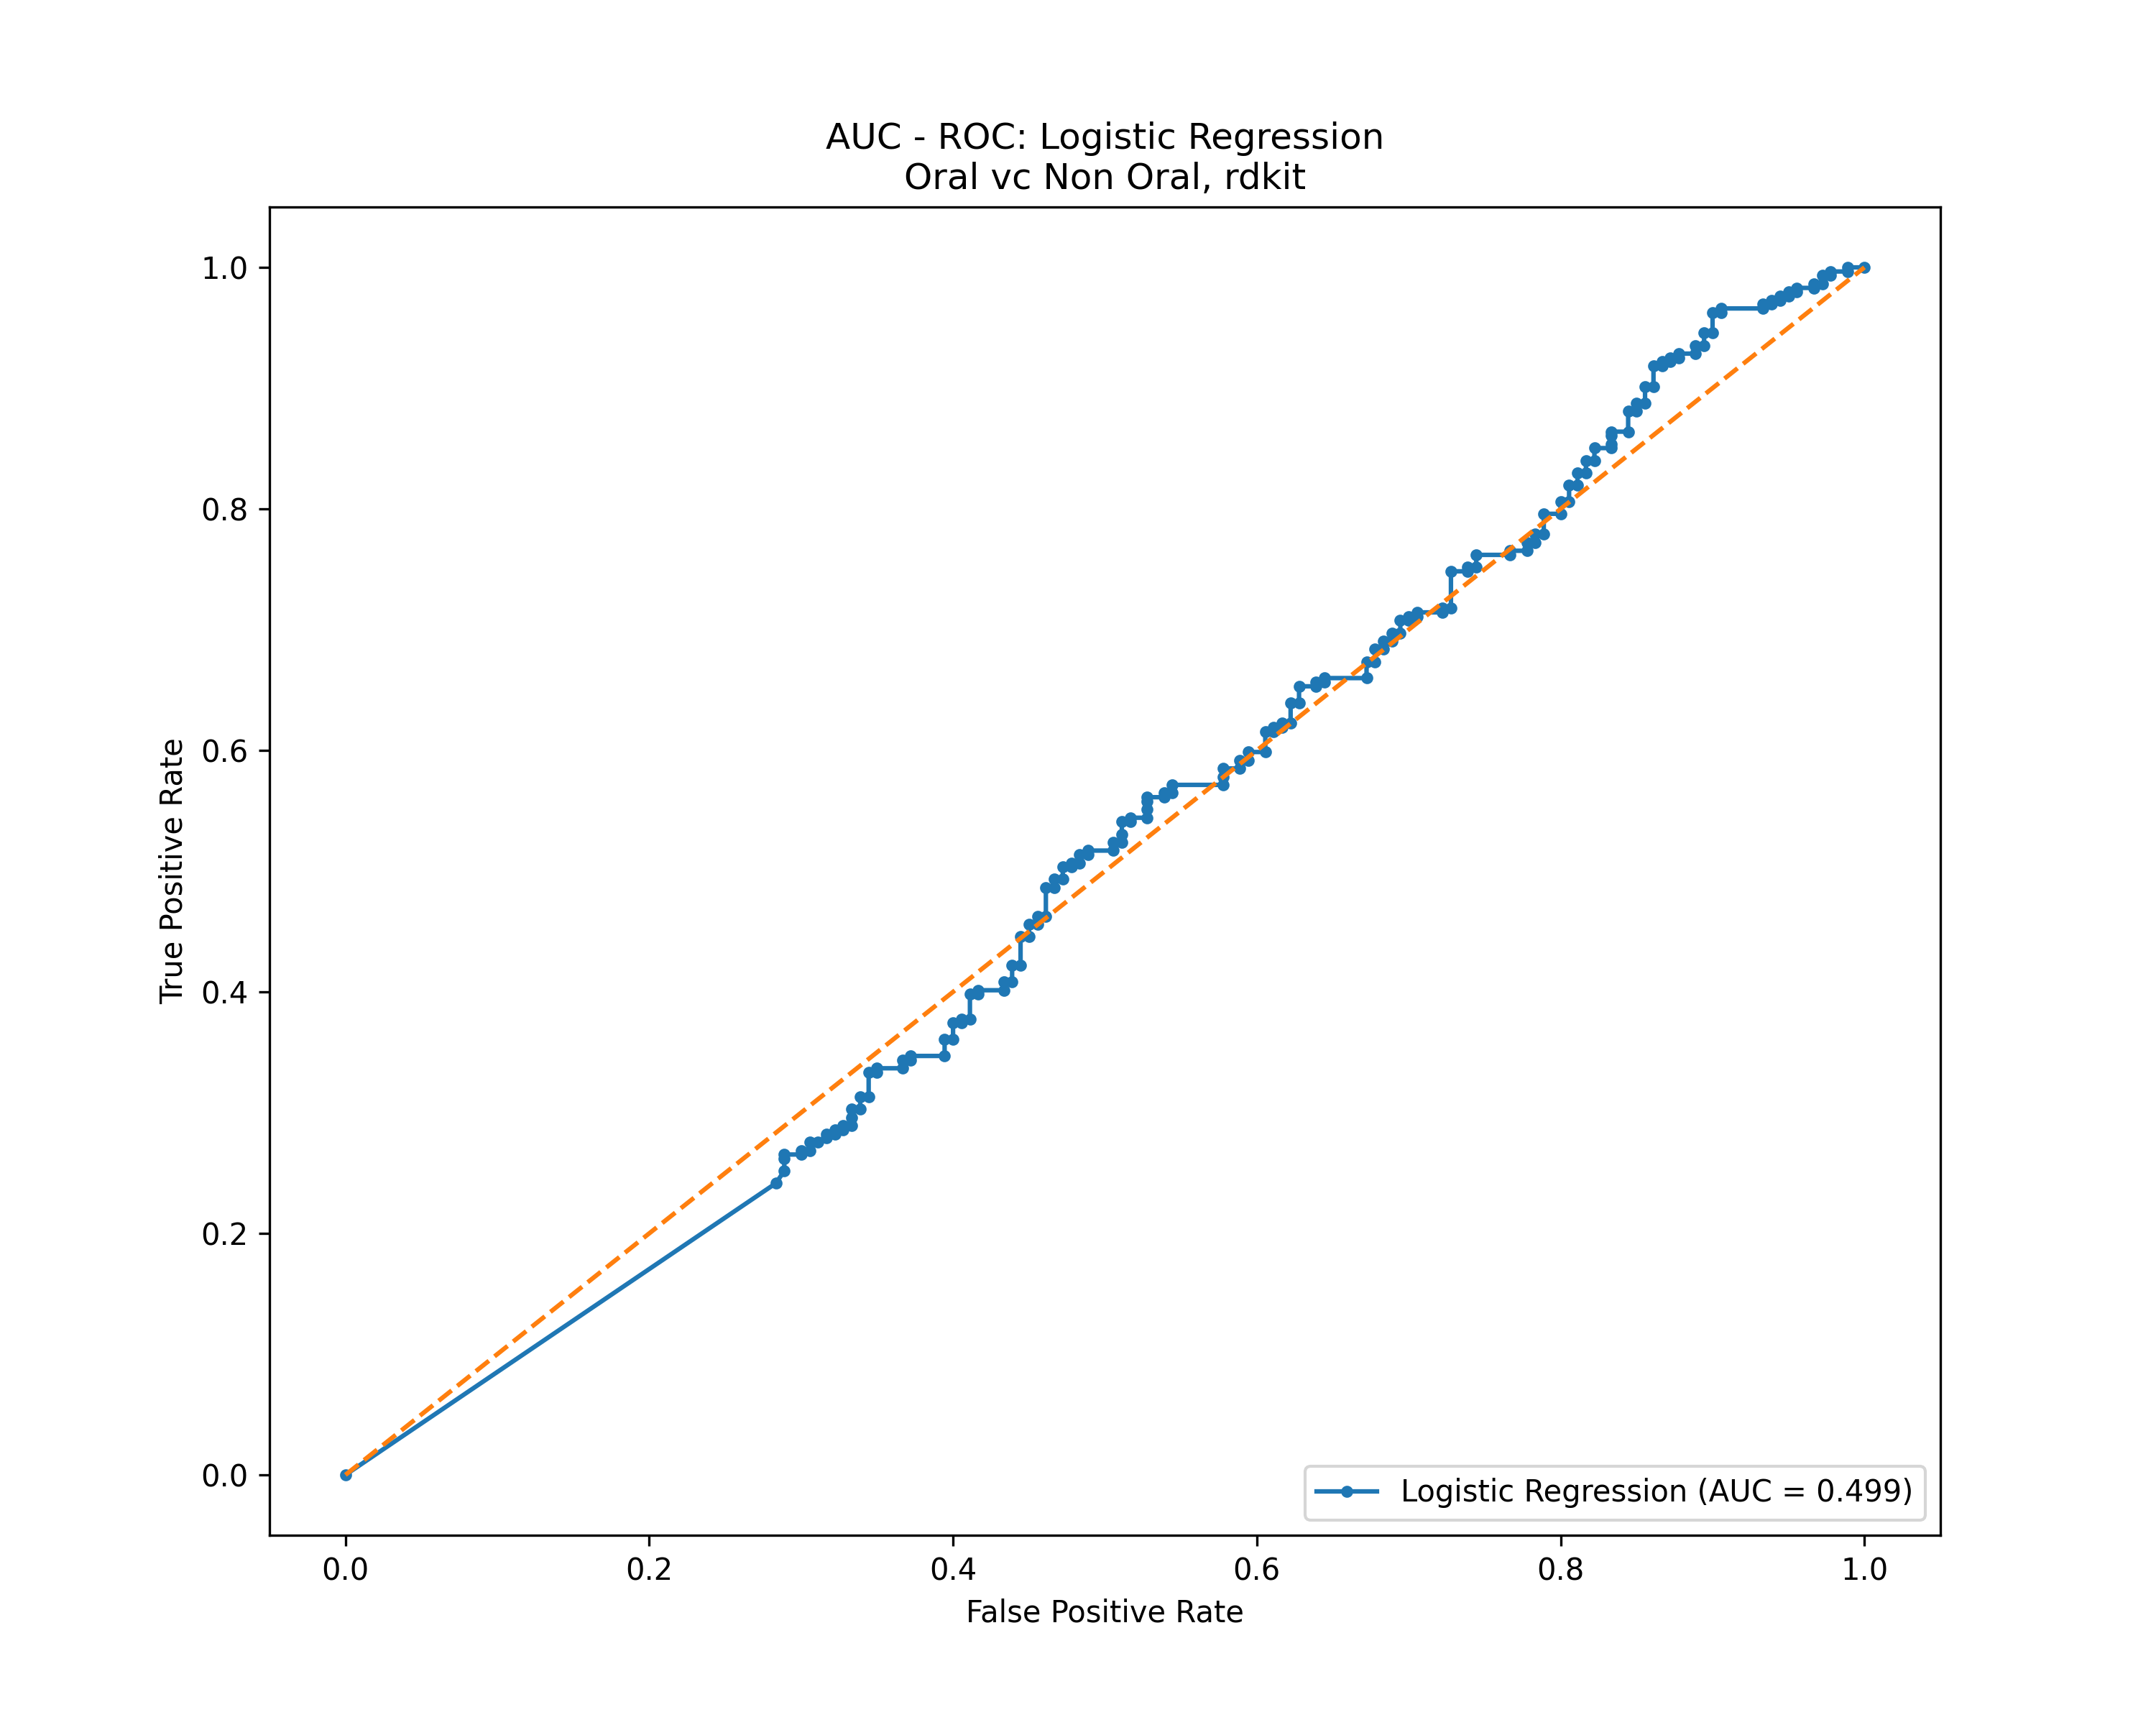 AUC - ROC: Logistic Regression
Oral vc Non Oral, rdkit
True Positive Rate
1.0
0.8
0.6
0.4
0.2
0.0
Logistic Regression (AUC = 0.499)
0.0 0.2 0.4 0.6 0.8 1.0
False Positive Rate